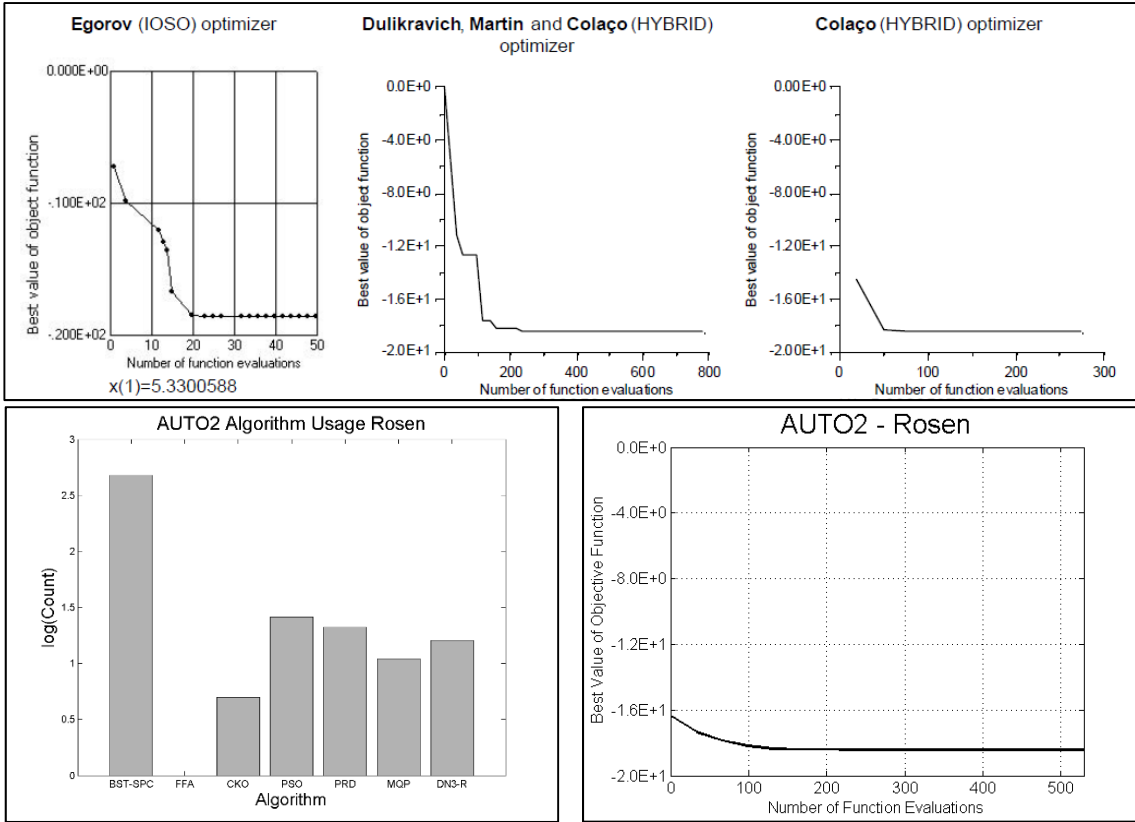 Egorov (IOSO) optimizer
0.000E+00
-.100E+02
-.200E+02
Best value of object function
0 10 20 30 40 50
Number of function evaluations
x(1)=5.3300588
Dulikravich, Martin and Colaço (HYBRID)
optimizer
0.0E+0
-4.0E+0
-8.0E+0
-1.2E+1
-1.6E+1
-2.0E+1
Best value of object function
0 200 400 600 800
Number of function evaluations
Colaço (HYBRID) optimizer
0.0E+0
-4.0E+0
-8.0E+0
-1.20E+1
-1.6E+1
-2.0E+1
Best value of object function
0 100 200 300
Number of function evaluations
AUTO2 Algorithm Usage Rosen
3
2.5
2
1.5
1
0.5
0
log(Count)
BST-SPC FFA CKO PSO PRD MQP DN3-R
Algorithm
AUTO2 - Rosen
0.0E+0
-4.0E+0
-8.0E+0
-1.2E+1
-1.6E+1
-2.0E+1
Best Value of Objective Function
0 100 200 300 400 500
Number of Function Evaluations